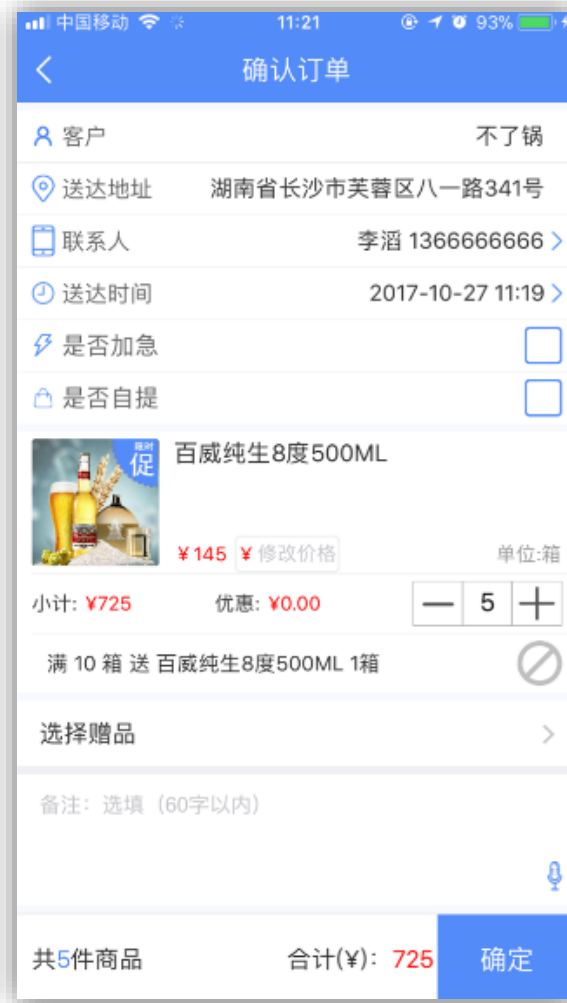 中国移动 11:21 93%
确认订单
客户 不了锅
送达地址 湖南省长沙市芙蓉区八一路341号
联系人 李滔 1366666666
送达时间 2017-10-27 11:19
是否加急
是否自提
限时
促
百威纯生8度500ML
¥145 ¥修改价格 单位:箱
小计: ¥725 优惠: ¥0.00 — 5 +
满 10 箱 送 百威纯生8度500ML 1箱
选择赠品
备注: 选填（60字以内）
共5件商品 合计(¥): 725 确定